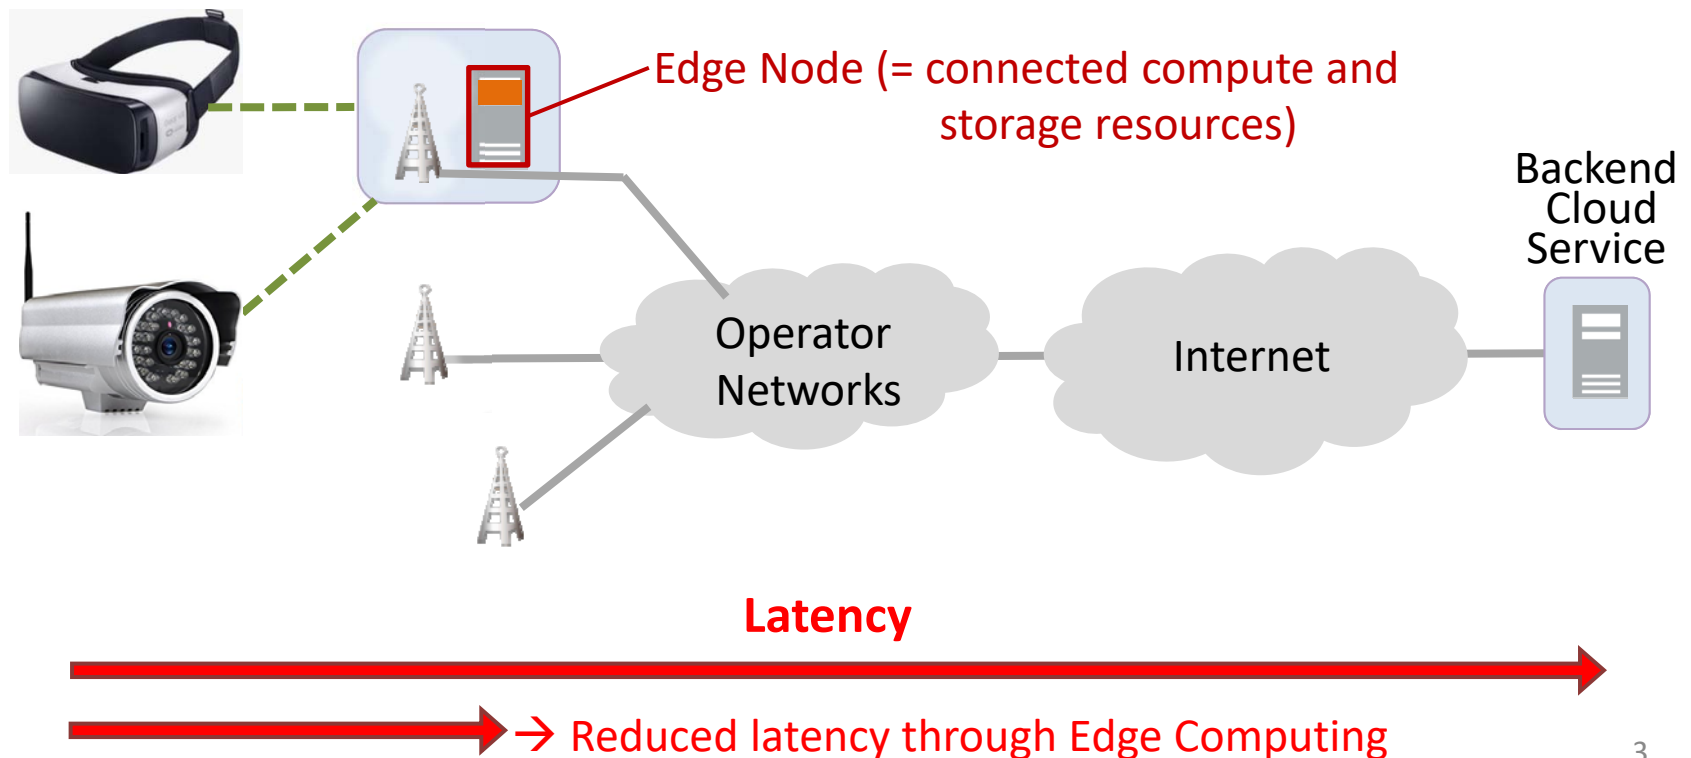 Edge Node (= connected compute and
storage resources)
Backend
Cloud
Service
Operator
Networks
Internet
Latency
→ Reduced latency through Edge Computing
3